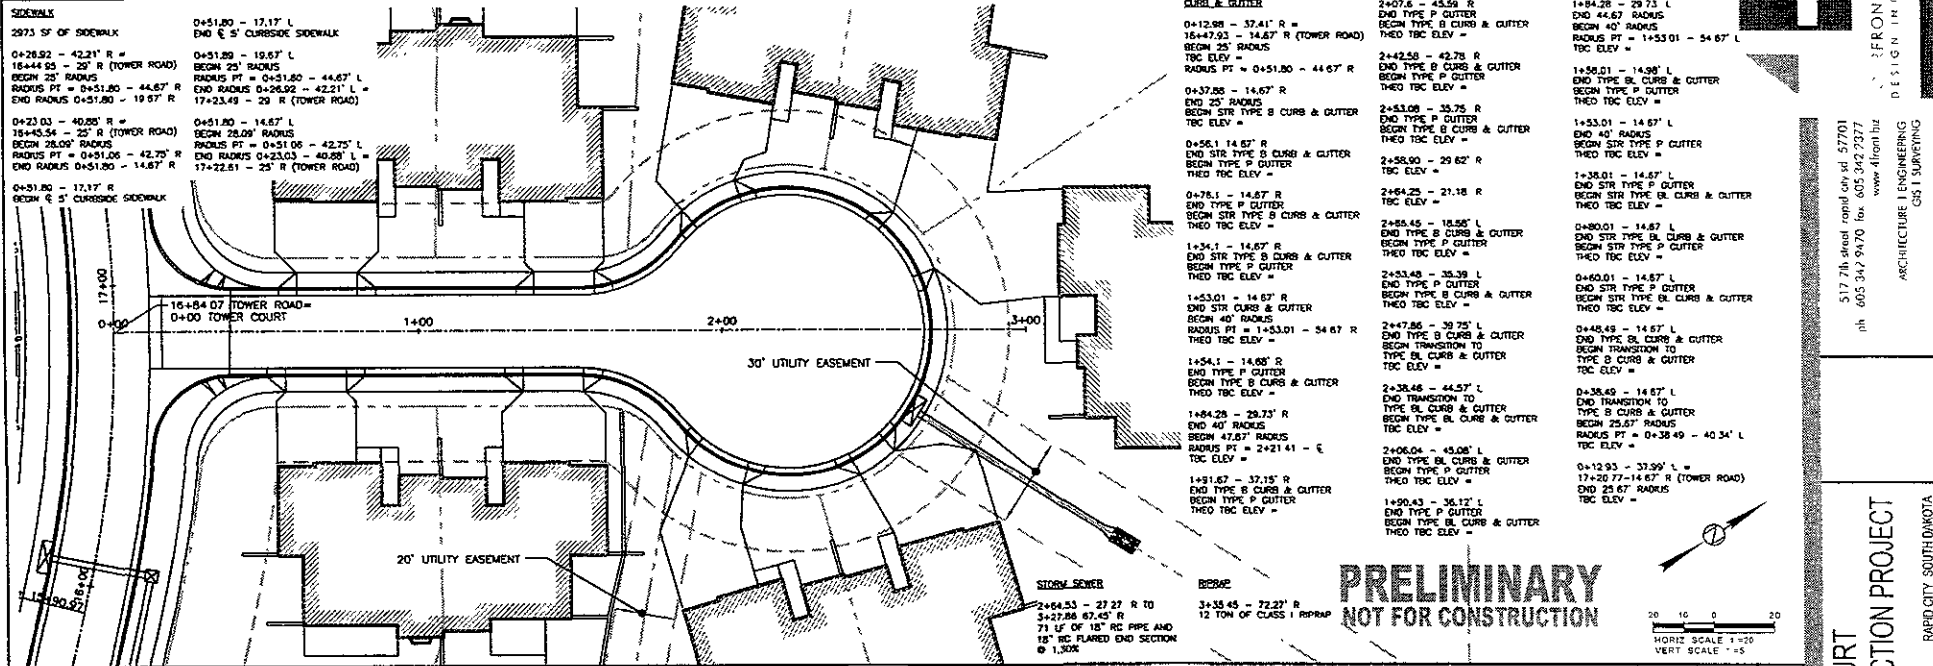 SIDEWALK
2973 SF OF SIDEWALK
0+26.92 - 42.21' R =
16+44.95 - 29' R (TOWER ROAD)
BEGIN 25' RADIUS
RADIUS PT = 0+51.80 - 44.67' R
END RADIUS 0+51.80 - 19.67' R
0+23.03 - 40.88' R =
16+45.54 - 25' R (TOWER ROAD)
BEGIN 28.09' RADIUS
RADIUS PT = 0+51.06 - 42.75' R
END RADIUS 0+51.80 - 14.67' R
0+51.80 - 17.17' R
BEGIN ℄ 5' CURBSIDE SIDEWALK
0+51.80 - 17.17' L
END ℄ 5' CURBSIDE SIDEWALK
0+51.89 - 19.67' L
BEGIN 25' RADIUS
RADIUS PT = 0+51.80 - 44.67' L
END RADIUS 0+26.92 - 42.21' L =
17+23.49 - 29 R (TOWER ROAD)
0+51.80 - 14.67' L
BEGIN 28.09' RADIUS
RADIUS PT = 0+51.06 - 42.75' L
END RADIUS 0+23.03 - 40.88' L =
17+22.61 - 25' R (TOWER ROAD)
17+00
0+00
16+84.07 TOWER ROAD=
0+00 TOWER COURT
1+00
2+00
3+00
30' UTILITY EASEMENT
20' UTILITY EASEMENT
16+00
15+90.97
CURB & GUTTER
0+12.98 - 37.41' R =
16+47.93 - 14.67' R (TOWER ROAD)
BEGIN 25' RADIUS
TBC ELEV =
RADIUS PT = 0+51.80 - 44.67' R
0+37.88 - 14.67' R
END 25' RADIUS
BEGIN STR TYPE B CURB & GUTTER
TBC ELEV =
0+56.1 14.67' R
END STR TYPE B CURB & GUTTER
BEGIN TYPE P GUTTER
THEO TBC ELEV =
0+76.1 - 14.67' R
END TYPE P GUTTER
BEGIN STR TYPE B CURB & GUTTER
THEO TBC ELEV =
1+34.1 - 14.67' R
END STR TYPE B CURB & GUTTER
BEGIN TYPE P GUTTER
THEO TBC ELEV =
1+53.01 - 14.67' R
END STR CURB & GUTTER
BEGIN 40' RADIUS
RADIUS PT = 1+53.01 - 54.67 R
THEO TBC ELEV =
1+54.1 - 14.68' R
END TYPE P GUTTER
BEGIN TYPE B CURB & GUTTER
THEO TBC ELEV =
1+84.28 - 29.73' R
END 40' RADIUS
BEGIN 47.67' RADIUS
RADIUS PT = 2+21.41 - ℄
TBC ELEV =
1+91.67 - 37.15' R
END TYPE B CURB & GUTTER
BEGIN TYPE P GUTTER
THEO TBC ELEV =
2+07.6 - 45.59 R
END TYPE P GUTTER
BEGIN TYPE B CURB & GUTTER
THEO TBC ELEV =
2+42.58 - 42.78 R
END TYPE B CURB & GUTTER
BEGIN TYPE P GUTTER
THEO TBC ELEV =
2+53.08 - 35.75 R
END TYPE P GUTTER
BEGIN TYPE B CURB & GUTTER
THEO TBC ELEV =
2+58.90 - 29.62' R
TBC ELEV =
2+64.25 - 21.18 R
TBC ELEV =
2+65.45 - 18.58' L
END TYPE B CURB & GUTTER
BEGIN TYPE P GUTTER
THEO TBC ELEV =
2+53.48 - 35.39 L
END TYPE P GUTTER
BEGIN TYPE B CURB & GUTTER
THEO TBC ELEV =
2+47.86 - 39.75' L
END TYPE B CURB & GUTTER
BEGIN TRANSITION TO
TYPE BL CURB & GUTTER
TBC ELEV =
2+38.46 - 44.57' L
END TRANSITION TO
TYPE BL CURB & GUTTER
BEGIN TYPE BL CURB & GUTTER
TBC ELEV =
2+06.04 - 45.08' L
END TYPE BL CURB & GUTTER
BEGIN TYPE P GUTTER
THEO TBC ELEV =
1+90.43 - 36.12' L
END TYPE P GUTTER
BEGIN TYPE BL CURB & GUTTER
THEO TBC ELEV =
1+84.28 - 29.73 L
END 44.67 RADIUS
BEGIN 40' RADIUS
RADIUS PT = 1+53.01 - 54.67' L
TBC ELEV =
1+56.01 - 14.98' L
END TYPE BL CURB & GUTTER
BEGIN TYPE P GUTTER
THEO TBC ELEV =
1+53.01 - 14.67' L
END 40' RADIUS
BEGIN STR TYPE P GUTTER
THEO TBC ELEV =
1+38.01 - 14.67' L
END STR TYPE P GUTTER
BEGIN STR TYPE BL CURB & GUTTER
THEO TBC ELEV =
0+80.01 - 14.67 L
END STR TYPE BL CURB & GUTTER
BEGIN STR TYPE P GUTTER
THEO TBC ELEV =
0+60.01 - 14.67' L
END STR TYPE P GUTTER
BEGIN STR TYPE BL CURB & GUTTER
THEO TBC ELEV =
0+48.49 - 14.67' L
END TYPE BL CURB & GUTTER
BEGIN TRANSITION TO
TYPE B CURB & GUTTER
TBC ELEV =
0+38.49 - 14.67' L
END TRANSITION TO
TYPE B CURB & GUTTER
BEGIN 25.67' RADIUS
RADIUS PT = 0+38.49 - 40.34' L
TBC ELEV =
0+12.93 - 37.99' L =
17+20.77-14.67' R (TOWER ROAD)
END 25.67' RADIUS
TBC ELEV =
STORM SEWER
2+64.53 - 27.27 R TO
3+27.86 67.45' R
71 LF OF 18" RC PIPE AND
18" RC FLARED END SECTION
@ 1.30%
RIPRAP
3+35.45 - 72.27' R
12 TON OF CLASS I RIPRAP
PRELIMINARY
NOT FOR CONSTRUCTION
20 10 0 20
HORIZ SCALE 1"=20
VERT SCALE "=5
FRON
DESIGN IN
517 7th street rapid city sd 57701
ph 605 342 9470 fax 605 342 2377
www 4front biz
ARCHITECTURE | ENGINEERING
GIS | SURVEYING
URT
CTION PROJECT
RAPID CITY SOUTH DAKOTA